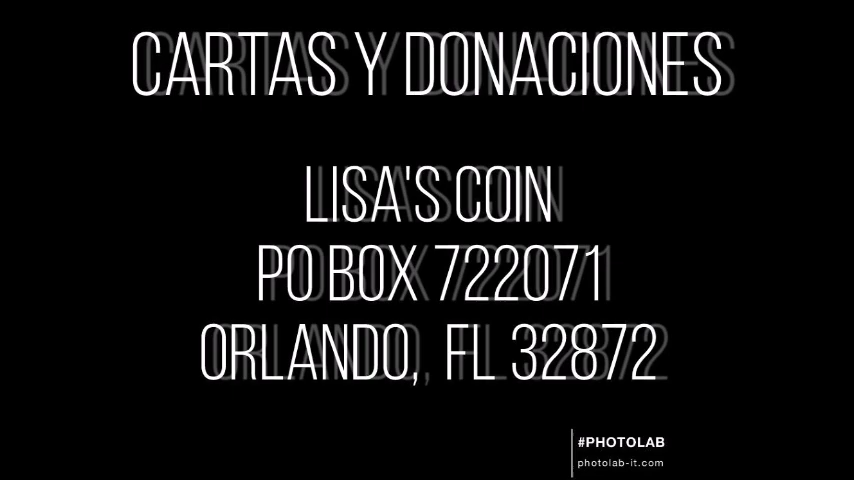 CARTAS Y DONACIONES
LISA'S COIN
PO BOX 722071
ORLANDO, FL 32872
#PHOTOLAB
photolab-it.com